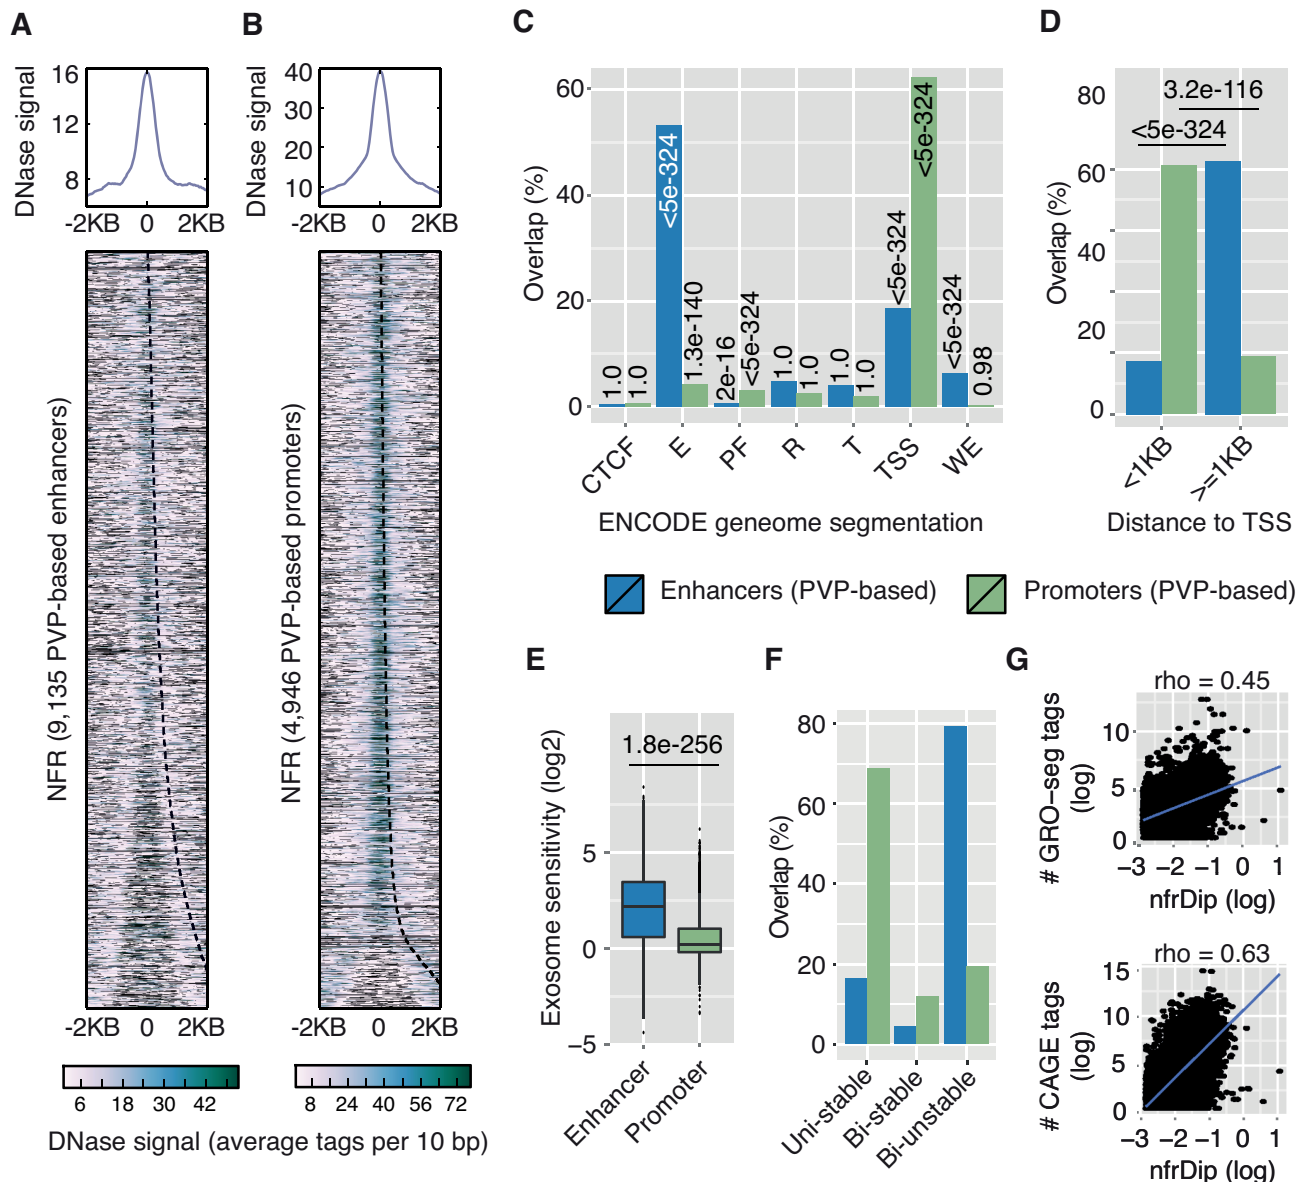 A
DNase signal
16
12
8
-2KB 0 2KB
NFR (9,135 PVP-based enhancers)
-2KB 0 2KB
6 18 30 42
B
DNase signal
40
30
20
10
-2KB 0 2KB
NFR (4,946 PVP-based promoters)
-2KB 0 2KB
8 24 40 56 72
DNase signal (average tags per 10 bp)
C
Overlap (%)
60
40
20
0
1.0
1.0
<5e-324
1.3e-140
2e-16
<5e-324
1.0
1.0
1.0
1.0
<5e-324
<5e-324
<5e-324
0.98
CTCF
E
PF
R
T
TSS
WE
ENCODE geneome segmentation
D
Overlap (%)
80
60
40
20
0
3.2e-116
<5e-324
<1KB
>=1KB
Distance to TSS
Enhancers (PVP-based)
Promoters (PVP-based)
E
Exosome sensitivity (log2)
5
0
−5
1.8e-256
Enhancer
Promoter
F
Overlap (%)
80
60
40
20
0
Uni-stable
Bi-stable
Bi-unstable
G
rho = 0.45
# GRO−seg tags
(log)
10
5
0
−3 −2 −1 0 1
nfrDip (log)
rho = 0.63
# CAGE tags
(log)
15
10
5
0
−3 −2 −1 0 1
nfrDip (log)